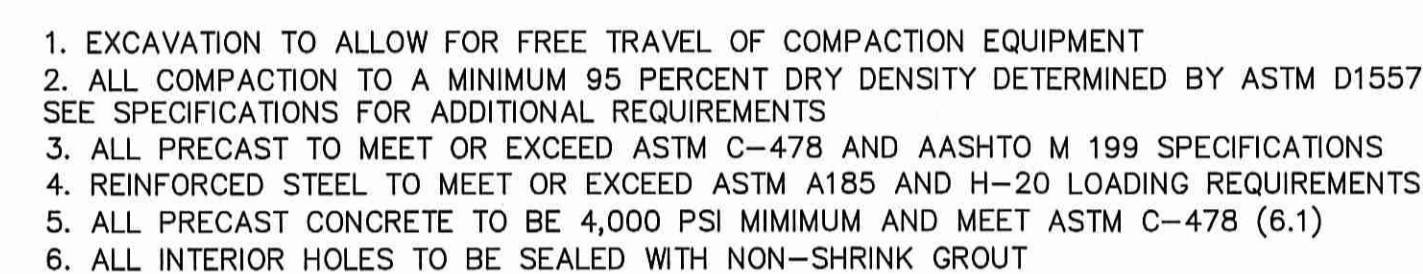 1. EXCAVATION TO ALLOW FOR FREE TRAVEL OF COMPACTION EQUIPMENT
2. ALL COMPACTION TO A MINIMUM 95 PERCENT DRY DENSITY DETERMINED BY ASTM D1557
SEE SPECIFICATIONS FOR ADDITIONAL REQUIREMENTS
3. ALL PRECAST TO MEET OR EXCEED ASTM C-478 AND AASHTO M 199 SPECIFICATIONS
4. REINFORCED STEEL TO MEET OR EXCEED ASTM A185 AND H-20 LOADING REQUIREMENTS
5. ALL PRECAST CONCRETE TO BE 4,000 PSI MIMIMUM AND MEET ASTM C-478 (6.1)
6. ALL INTERIOR HOLES TO BE SEALED WITH NON-SHRINK GROUT